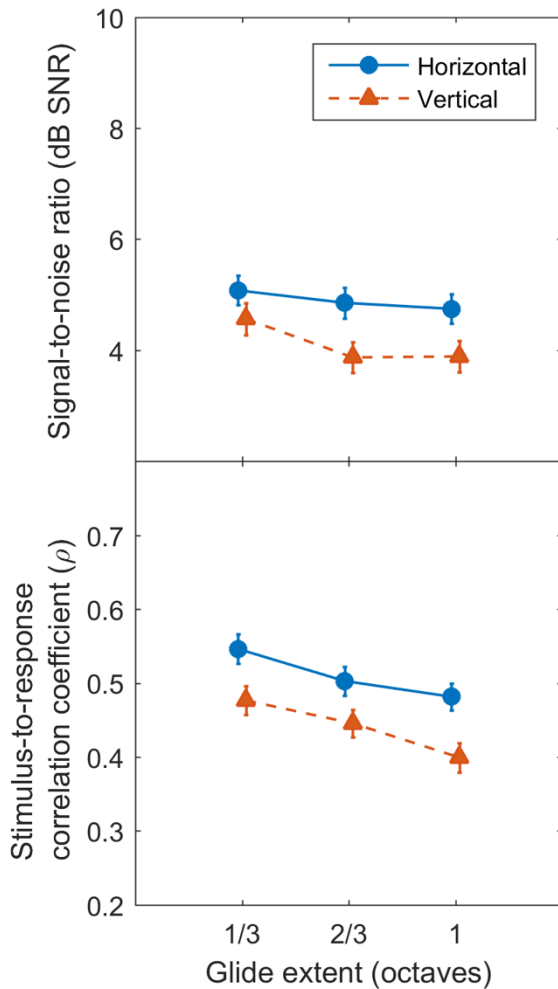 10
8
6
4
Signal-to-noise ratio (dB SNR)
Horizontal
Vertical
0.7
0.6
0.5
0.4
0.3
0.2
Stimulus-to-response
correlation coefficient (ρ)
1/3 2/3 1
Glide extent (octaves)